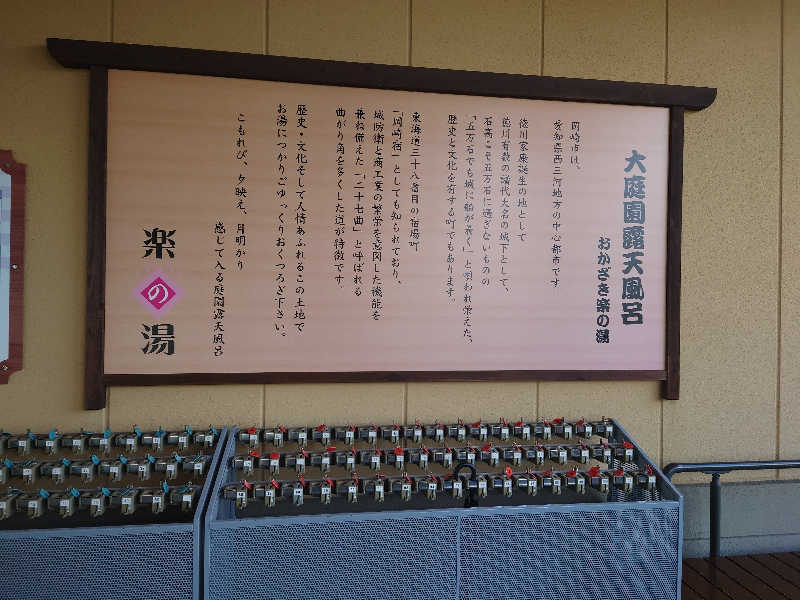 大庭園露天風呂
おかざき楽の湯
岡崎市は、
愛知県西三河地方の中心都市です
徳川家康誕生の地として
徳川有数の譜代大名の城下として、
石高こそ五万石に過ぎないものの
「五万石でも城に船が着く」と唄われ栄えた、
歴史と文化を有する町でもあります。
東海道三十八番目の宿場町
「岡崎宿」としても知られており、
城防衛と商工業の繁栄を意図した機能を
兼ね備えた「二十七曲」と呼ばれる
曲がり角を多くした道が特徴です。
歴史・文化そして人情あふれるこの土地で
お湯につかりごゆっくりおくつろぎ下さい。
こもれび、夕映え、月明かり
感じて入る庭園露天風呂
楽の湯